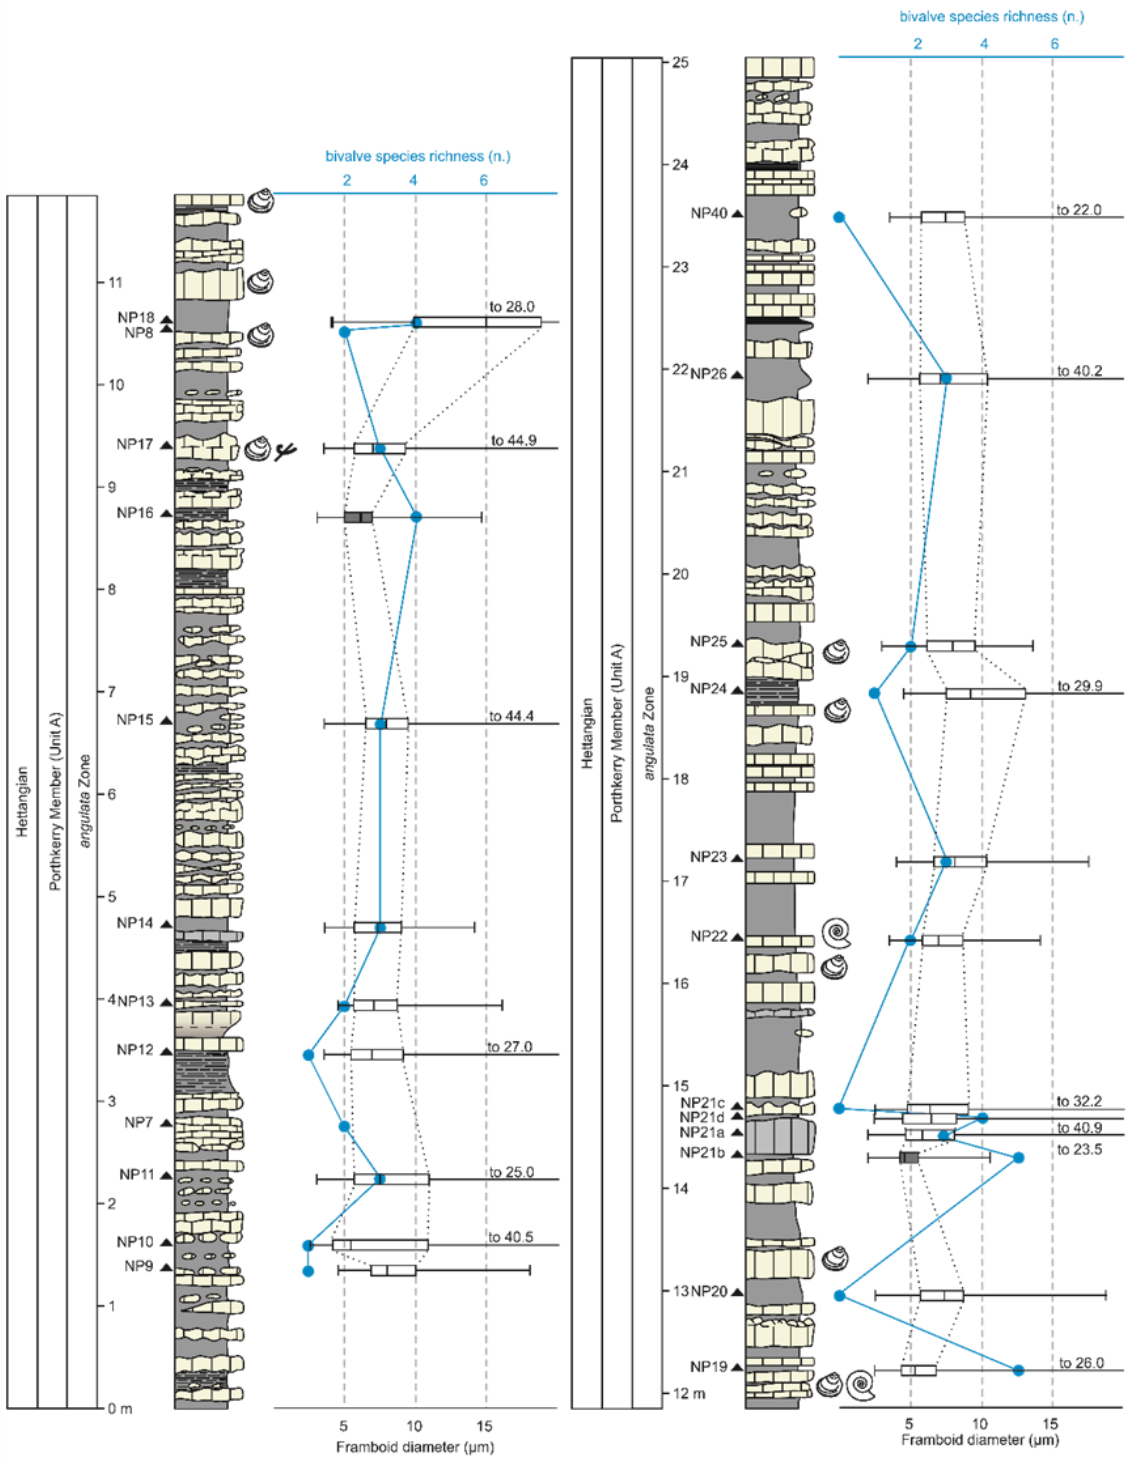 bivalve species richness (n.)
2 4 6
25
24
NP40
to 22.0
23
bivalve species richness (n.)
2 4 6
11
NP18
to 28.0
NP8
22
NP26
to 40.2
10
NP17
to 44.9
21
9
NP16
20
8
NP25
19
NP24
to 29.9
7
NP15
to 44.4
Hettangian
Porthkerry Member (Unit A)
angulata Zone
18
6
Hettangian
Porthkerry Member (Unit A)
angulata Zone
NP23
17
5
NP14
NP22
16
4
NP13
NP12
to 27.0
15
3
NP21c
to 32.2
NP7
NP21d
NP21a
to 40.9
NP21b
to 23.5
NP11
to 25.0
14
2
NP10
to 40.5
NP9
13
NP20
1
NP19
to 26.0
12 m
0 m
5 10 15
Framboid diameter (μm)
5 10 15
Framboid diameter (μm)